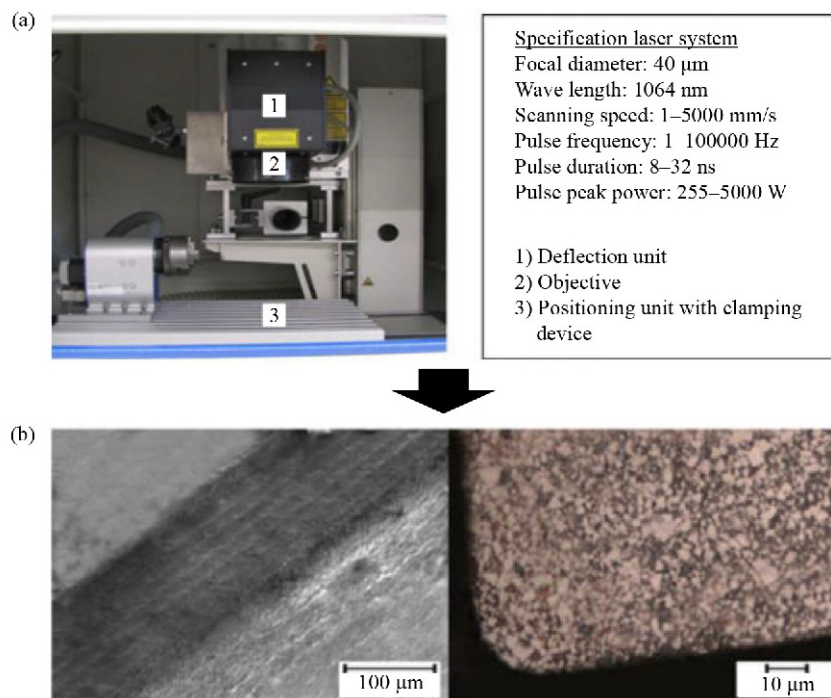 (a)
1
2
3
Specification laser system
Focal diameter: 40 μm
Wave length: 1064 nm
Scanning speed: 1–5000 mm/s
Pulse frequency: 1 100000 Hz
Pulse duration: 8–32 ns
Pulse peak power: 255–5000 W
1) Deflection unit
2) Objective
3) Positioning unit with clamping
device
(b)
100 μm
10 μm